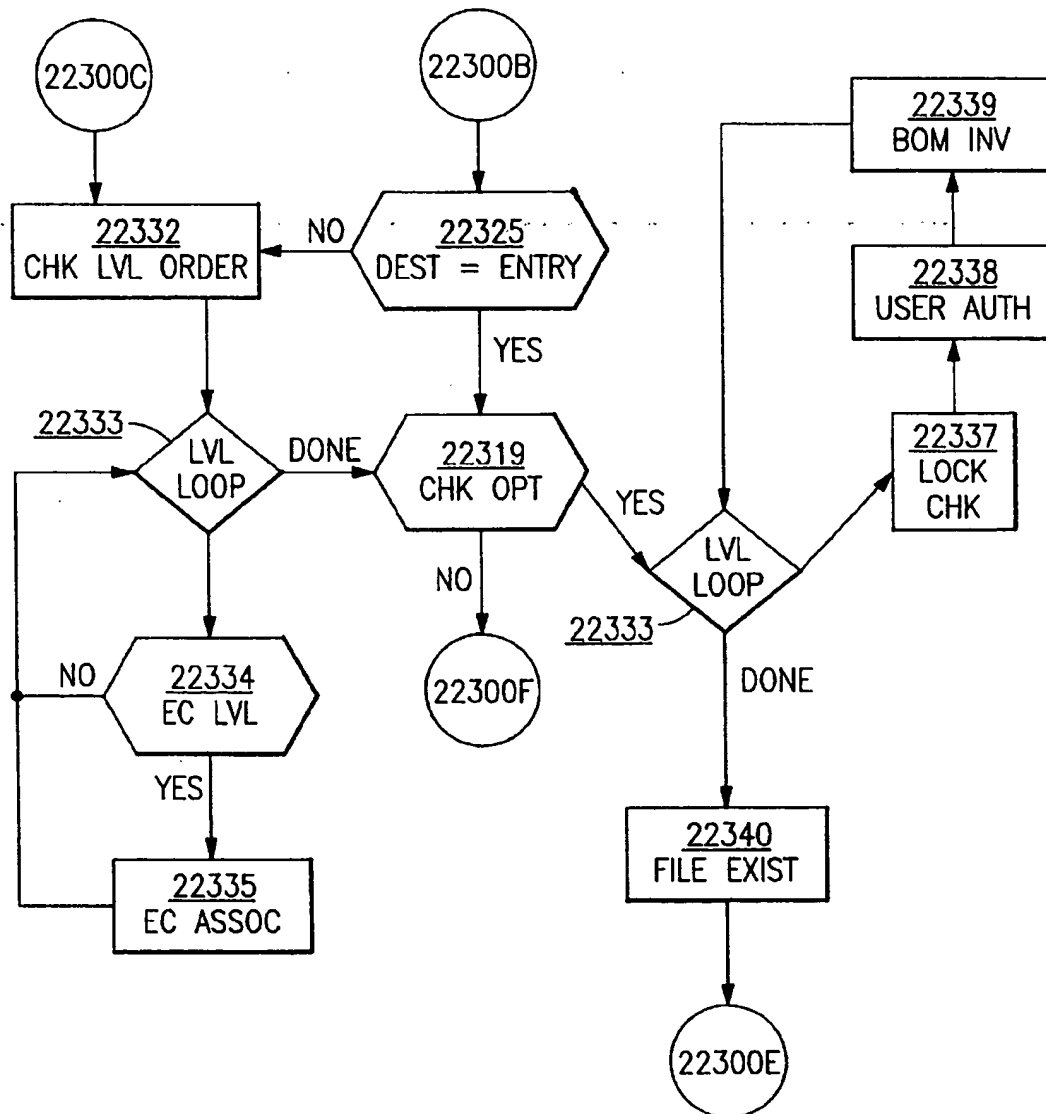 22300C
22300B
22339
BOM INV
22332
CHK LVL ORDER
NO
22325
DEST = ENTRY
22338
USER AUTH
YES
22333
LVL
LOOP
DONE
22319
CHK OPT
YES
22337
LOCK
CHK
LVL
LOOP
NO
22333
NO
22334
EC LVL
22300F
DONE
YES
22335
EC ASSOC
22340
FILE EXIST
22300E